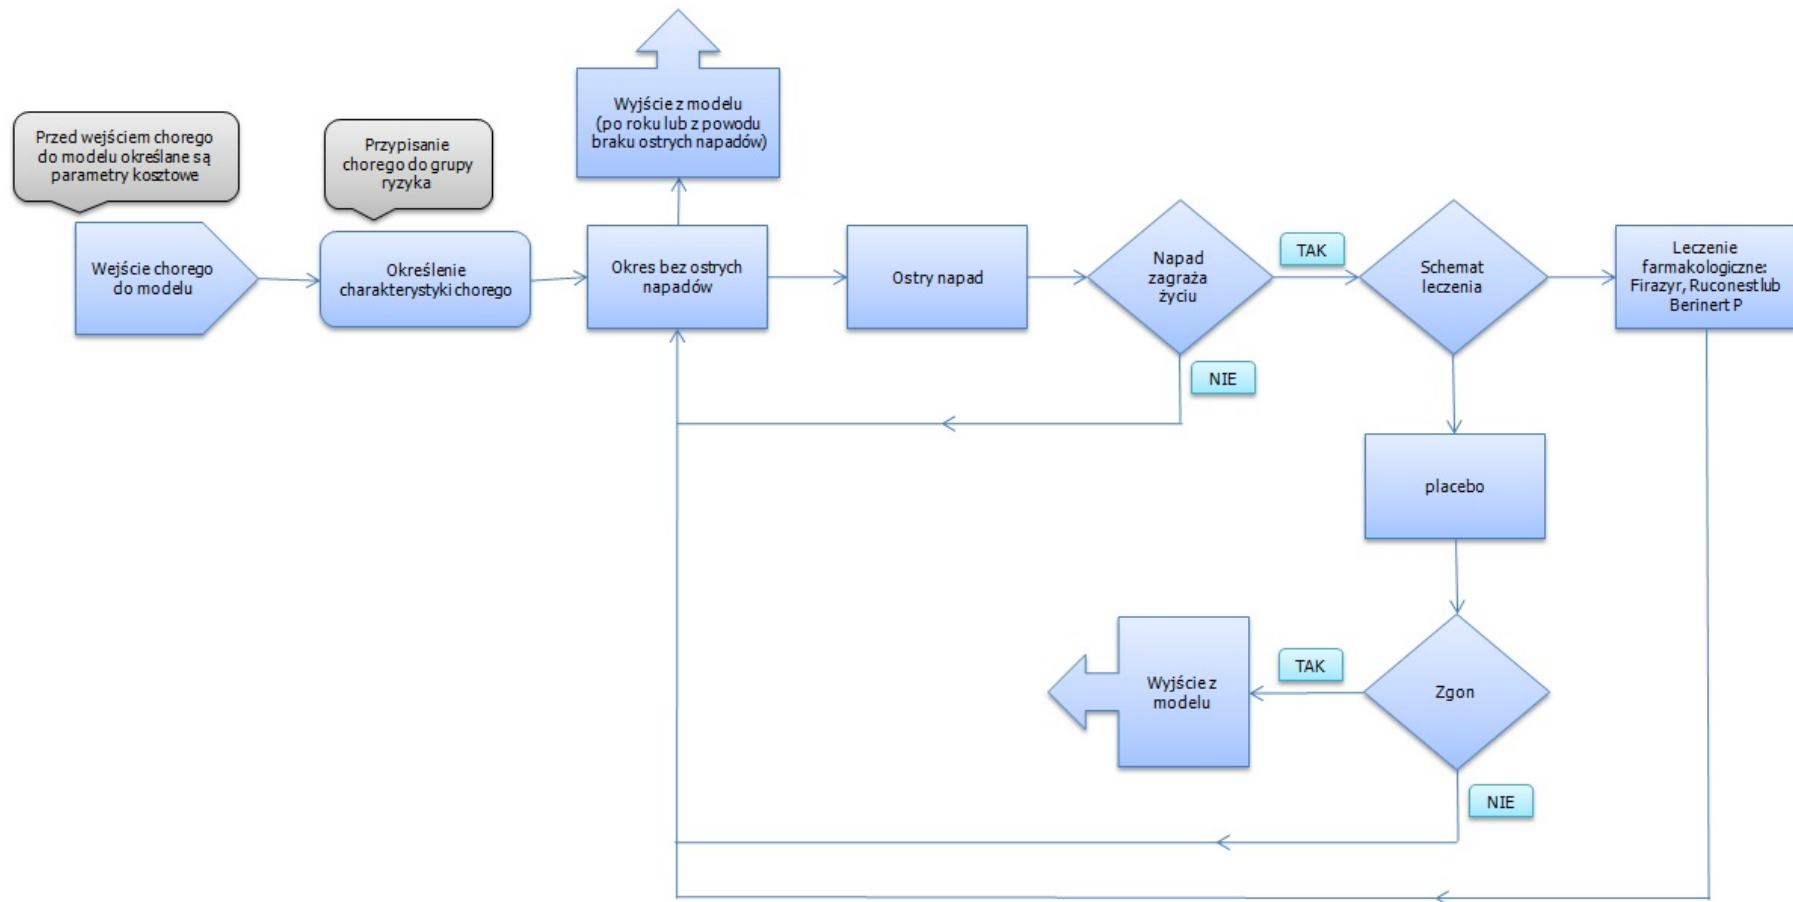 Wyjście z modelu
(po roku lub z powodu
braku ostrych napadów)
Przed wejściem chorego
do modelu określane są
parametry kosztowe
Przypisanie
chorego do grupy
ryzyka
Wejście chorego
do modelu
Określenie
charakterystyki chorego
Okres bez ostrych
napadów
Ostry napad
Napad
zagraża
życiu
TAK
Schemat
leczenia
Leczenie
farmakologiczne:
Firazyr, Ruconest lub
Berinert P
NIE
placebo
Wyjście z
modelu
TAK
Zgon
NIE